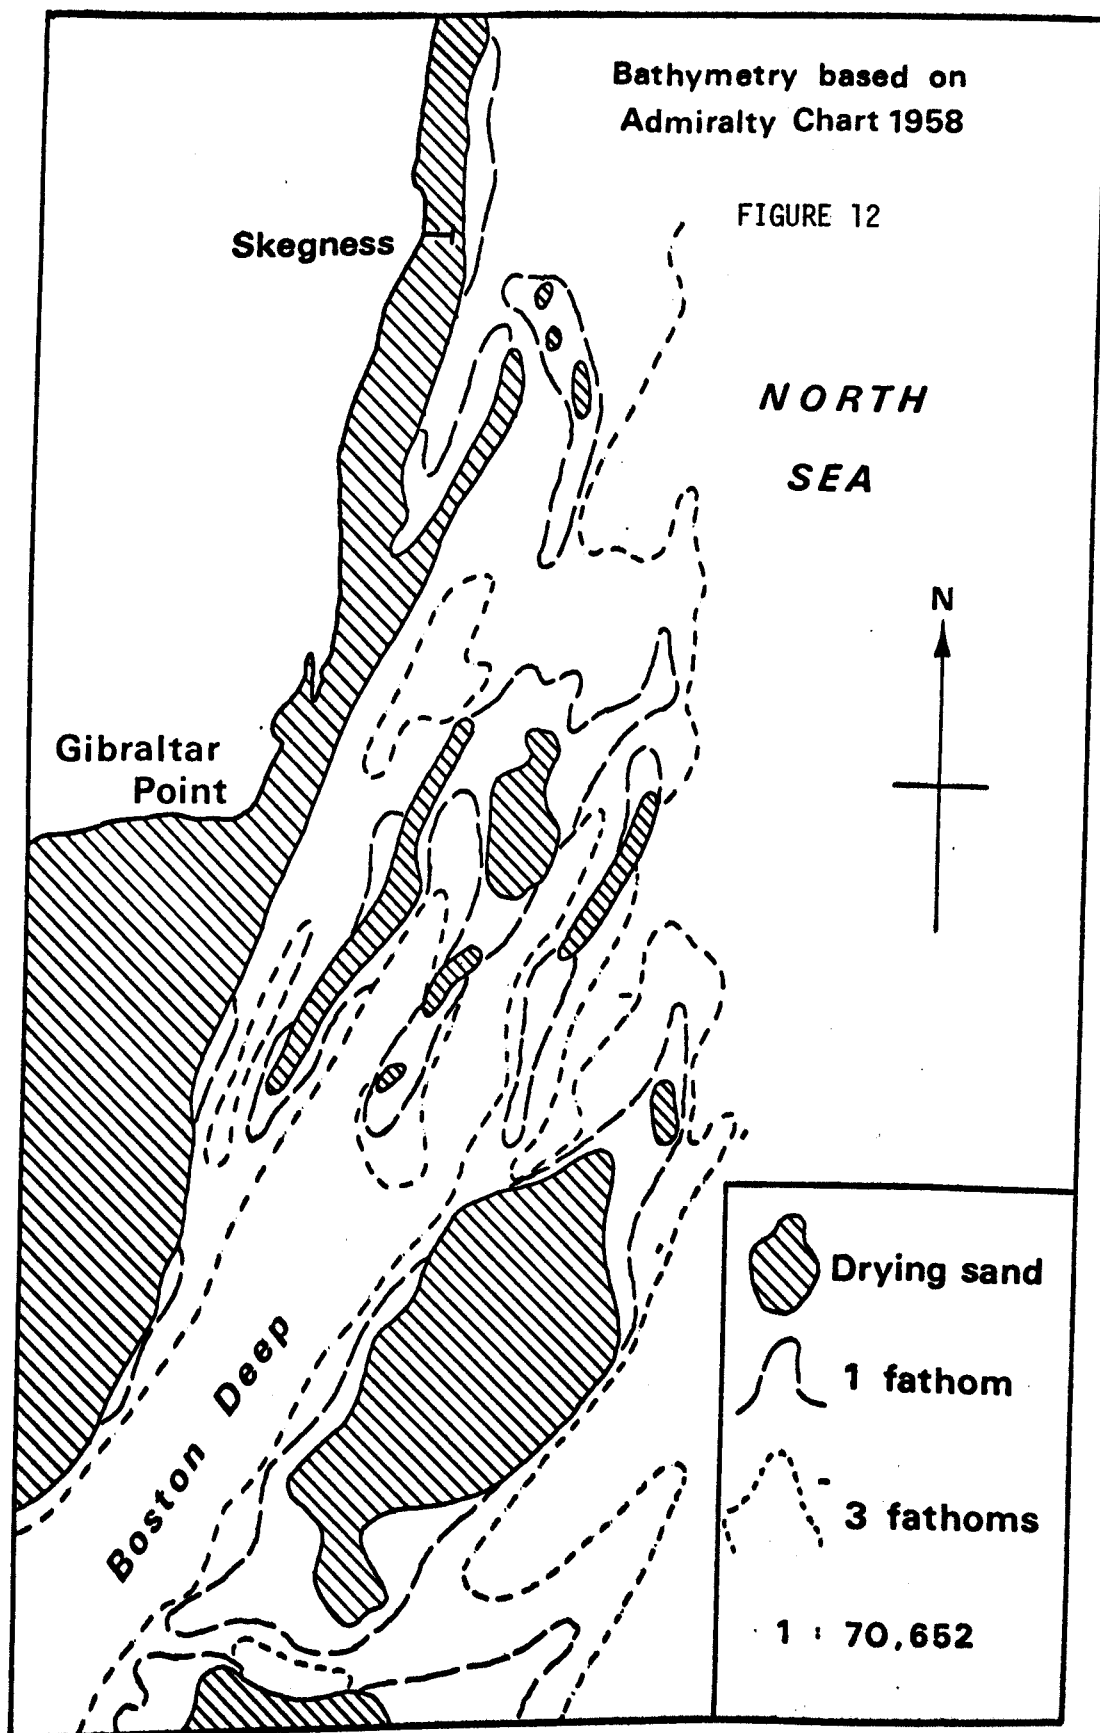 Bathymetry based on
Admiralty Chart 1958
FIGURE 12
Skegness
NORTH
SEA
N
Gibraltar
Point
Boston Deep
Drying sand
1 fathom
3 fathoms
1 : 70,652